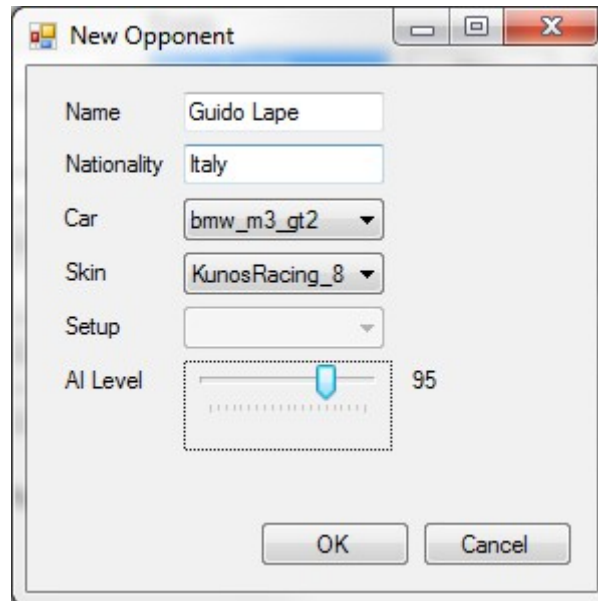 New Opponent
Name Guido Lape
Nationality Italy
Car bmw_m3_gt2
Skin KunosRacing_8
Setup
AI Level 95
OK Cancel